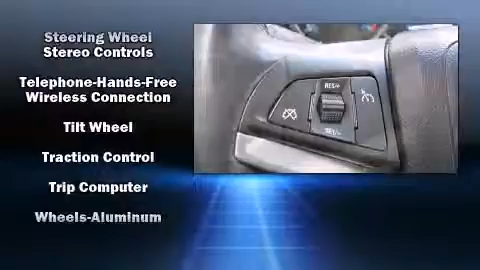 Steering Wheel
Stereo Controls
Telephone-Hands-Free
Wireless Connection
Tilt Wheel
Traction Control
Trip Computer
Wheels-Aluminum
RES/+
SET/-